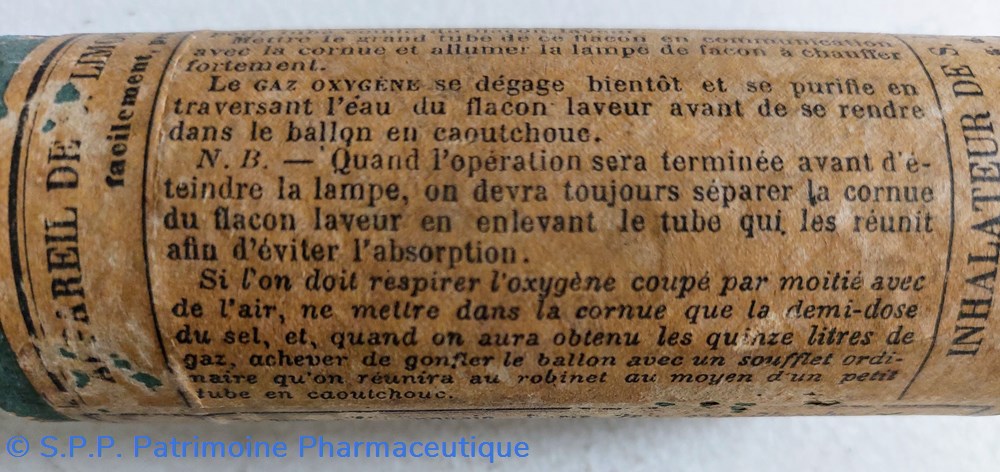 Mettre le grand tube de ce flacon en communication
avec la cornue et allumer la lampe de façon à chauffer
fortement.
Le GAZ OXYGÈNE se dégage bientôt et se purifie en
traversant l'éau du flacon laveur avant de se rendre
dans le ballon en caoutchouc.
N. B. — Quand l'opération sera terminée avant d'é-
teindre la lampe, on devra toujours séparer la cornue
du flacon laveur en enlevant le tube qui les réunit
afin d'éviter l'absorption.
Si l'on doit respirer l'oxygène coupé par moitié avec
de l'air, ne mettre dans la cornue que la demi-dose
du sel, et, quand on aura obtenu les quinze litres de
gaz, achever de gonfler le ballon avec un soufflet ordi-
naire qu'on réunira au robinet au moyen d'un petit
tube en caoutchouc.
APPAREIL DE LIMO
facilement
INHALATEUR DE S
© S.P.P. Patrimoine Pharmaceutique